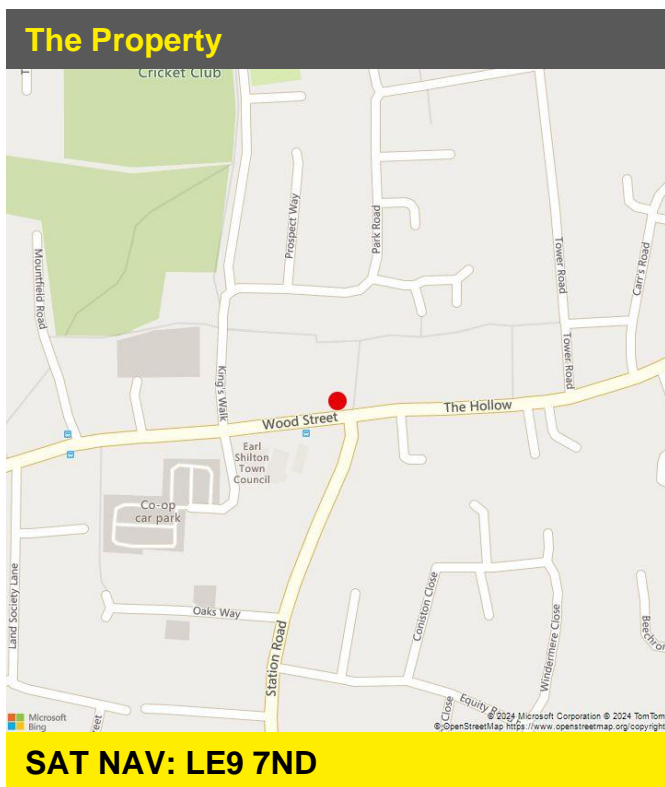 The Property
Cricket Club
Prospect Way
Park Road
Mountfield Road
Tower Road
Carr's Road
King's Walk
Tower Road
Wood Street
The Hollow
Earl
Shilton
Town
Council
Co-op
car park
Land Society Lane
Oaks Way
Station Road
Coniston Close
Windermere Close
Equity Road
Close
Microsoft
Bing
© 2024 Microsoft Corporation © 2024 TomTom
© OpenStreetMap https://www.openstreetmap.org/copyright
SAT NAV: LE9 7ND